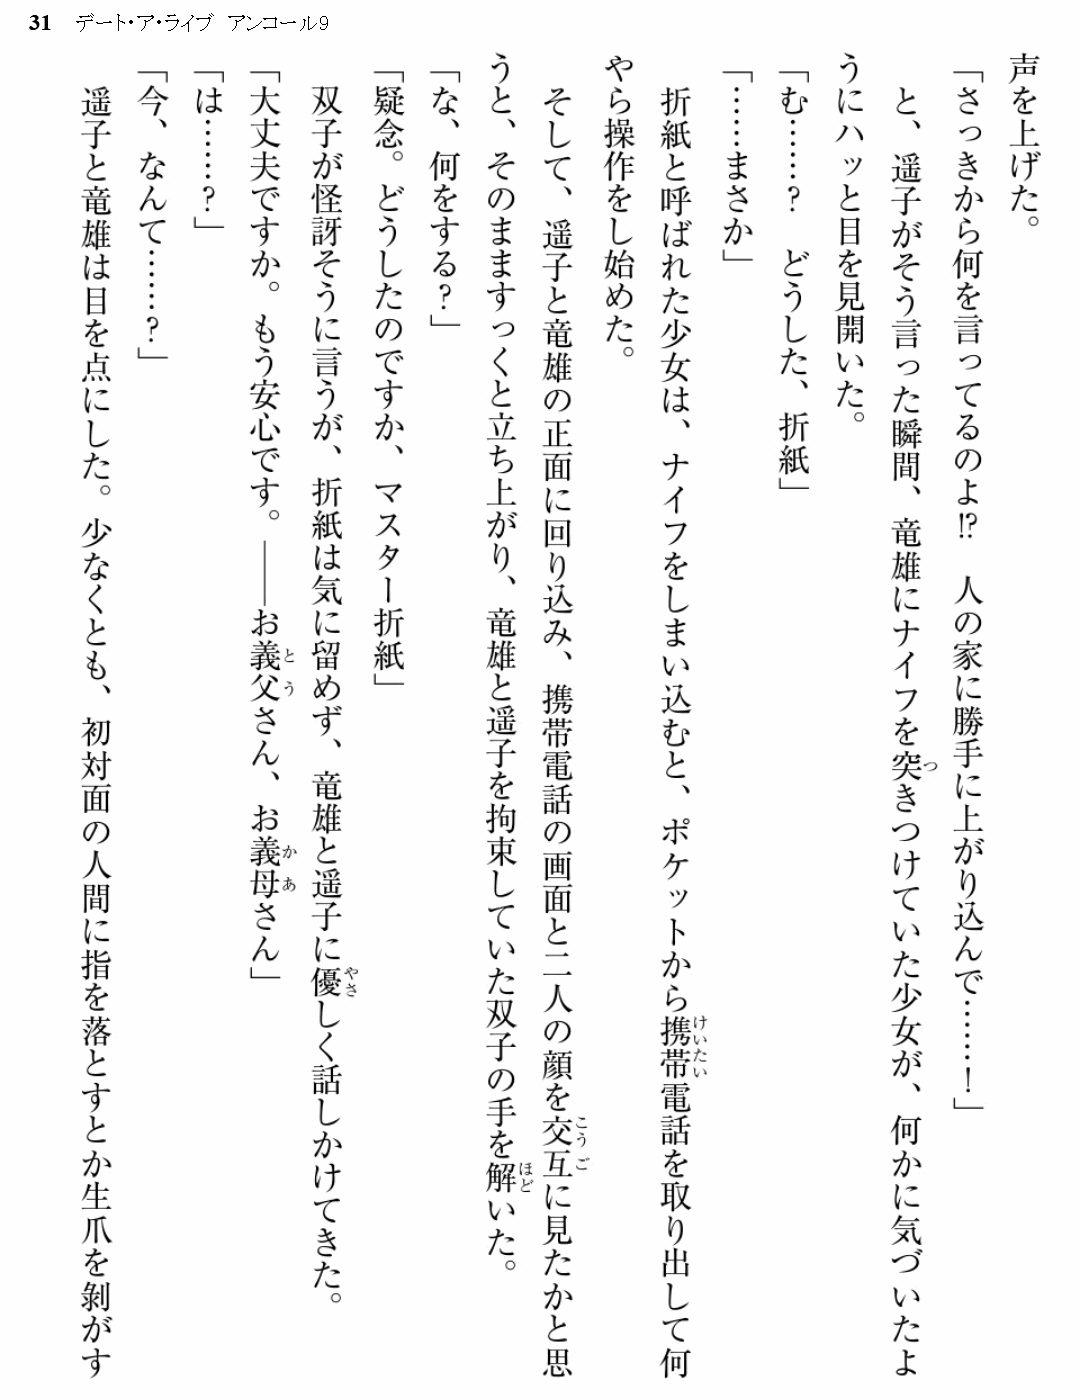 31 デート・ア・ライブ アンコール9
声を上げた。
「さっきから何を言ってるのよ!? 人の家に勝手に上がり込んで……！」
と、遥子がそう言った瞬間、竜雄にナイフを突きつけていた少女が、何かに気づいたよ
うにハッと目を見開いた。
「む……？ どうした、折紙」
「……まさか」
折紙と呼ばれた少女は、ナイフをしまい込むと、ポケットから携帯電話を取り出して何
やら操作をし始めた。
そして、遥子と竜雄の正面に回り込み、携帯電話の画面と二人の顔を交互に見たかと思
うと、そのまますっくと立ち上がり、竜雄と遥子を拘束していた双子の手を解いた。
「な、何をする？」
「疑念。どうしたのですか、マスター折紙」
双子が怪訝そうに言うが、折紙は気に留めず、竜雄と遥子に優しく話しかけてきた。
「大丈夫ですか。もう安心です。――お義父さん、お義母さん」
「は……？」
「今、なんて……？」
遥子と竜雄は目を点にした。少なくとも、初対面の人間に指を落とすとか生爪を剝がす